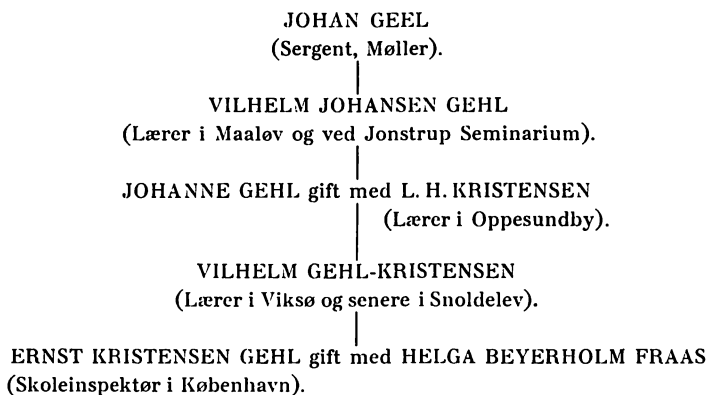 JOHAN GEEL
(Sergent, Møller).
VILHELM JOHANSEN GEHL
(Lærer i Maaløv og ved Jonstrup Seminarium).
JOHANNE GEHL gift med L. H. KRISTENSEN
(Lærer i Oppesundby).
VILHELM GEHL-KRISTENSEN
(Lærer i Viksø og senere i Snoldelev).
ERNST KRISTENSEN GEHL gift med HELGA BEYERHOLM FRAAS
(Skoleinspektør i København).